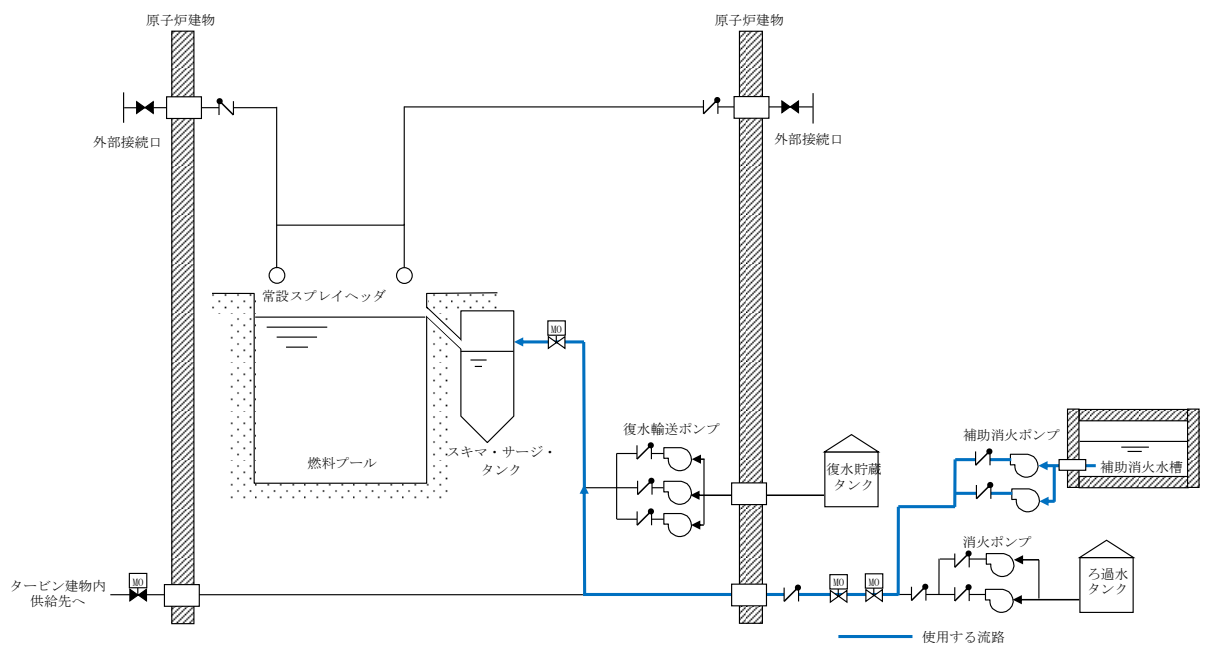 原子炉建物
原子炉建物
外部接続口
外部接続口
常設スプレイヘッダ
MO
復水輸送ポンプ
補助消火ポンプ
スキマ・サージ・
タンク
燃料プール
復水貯蔵
タンク
補助消火水槽
消火ポンプ
ろ過水
タンク
タービン建物内
供給先へ
MO
MO
MO
使用する流路